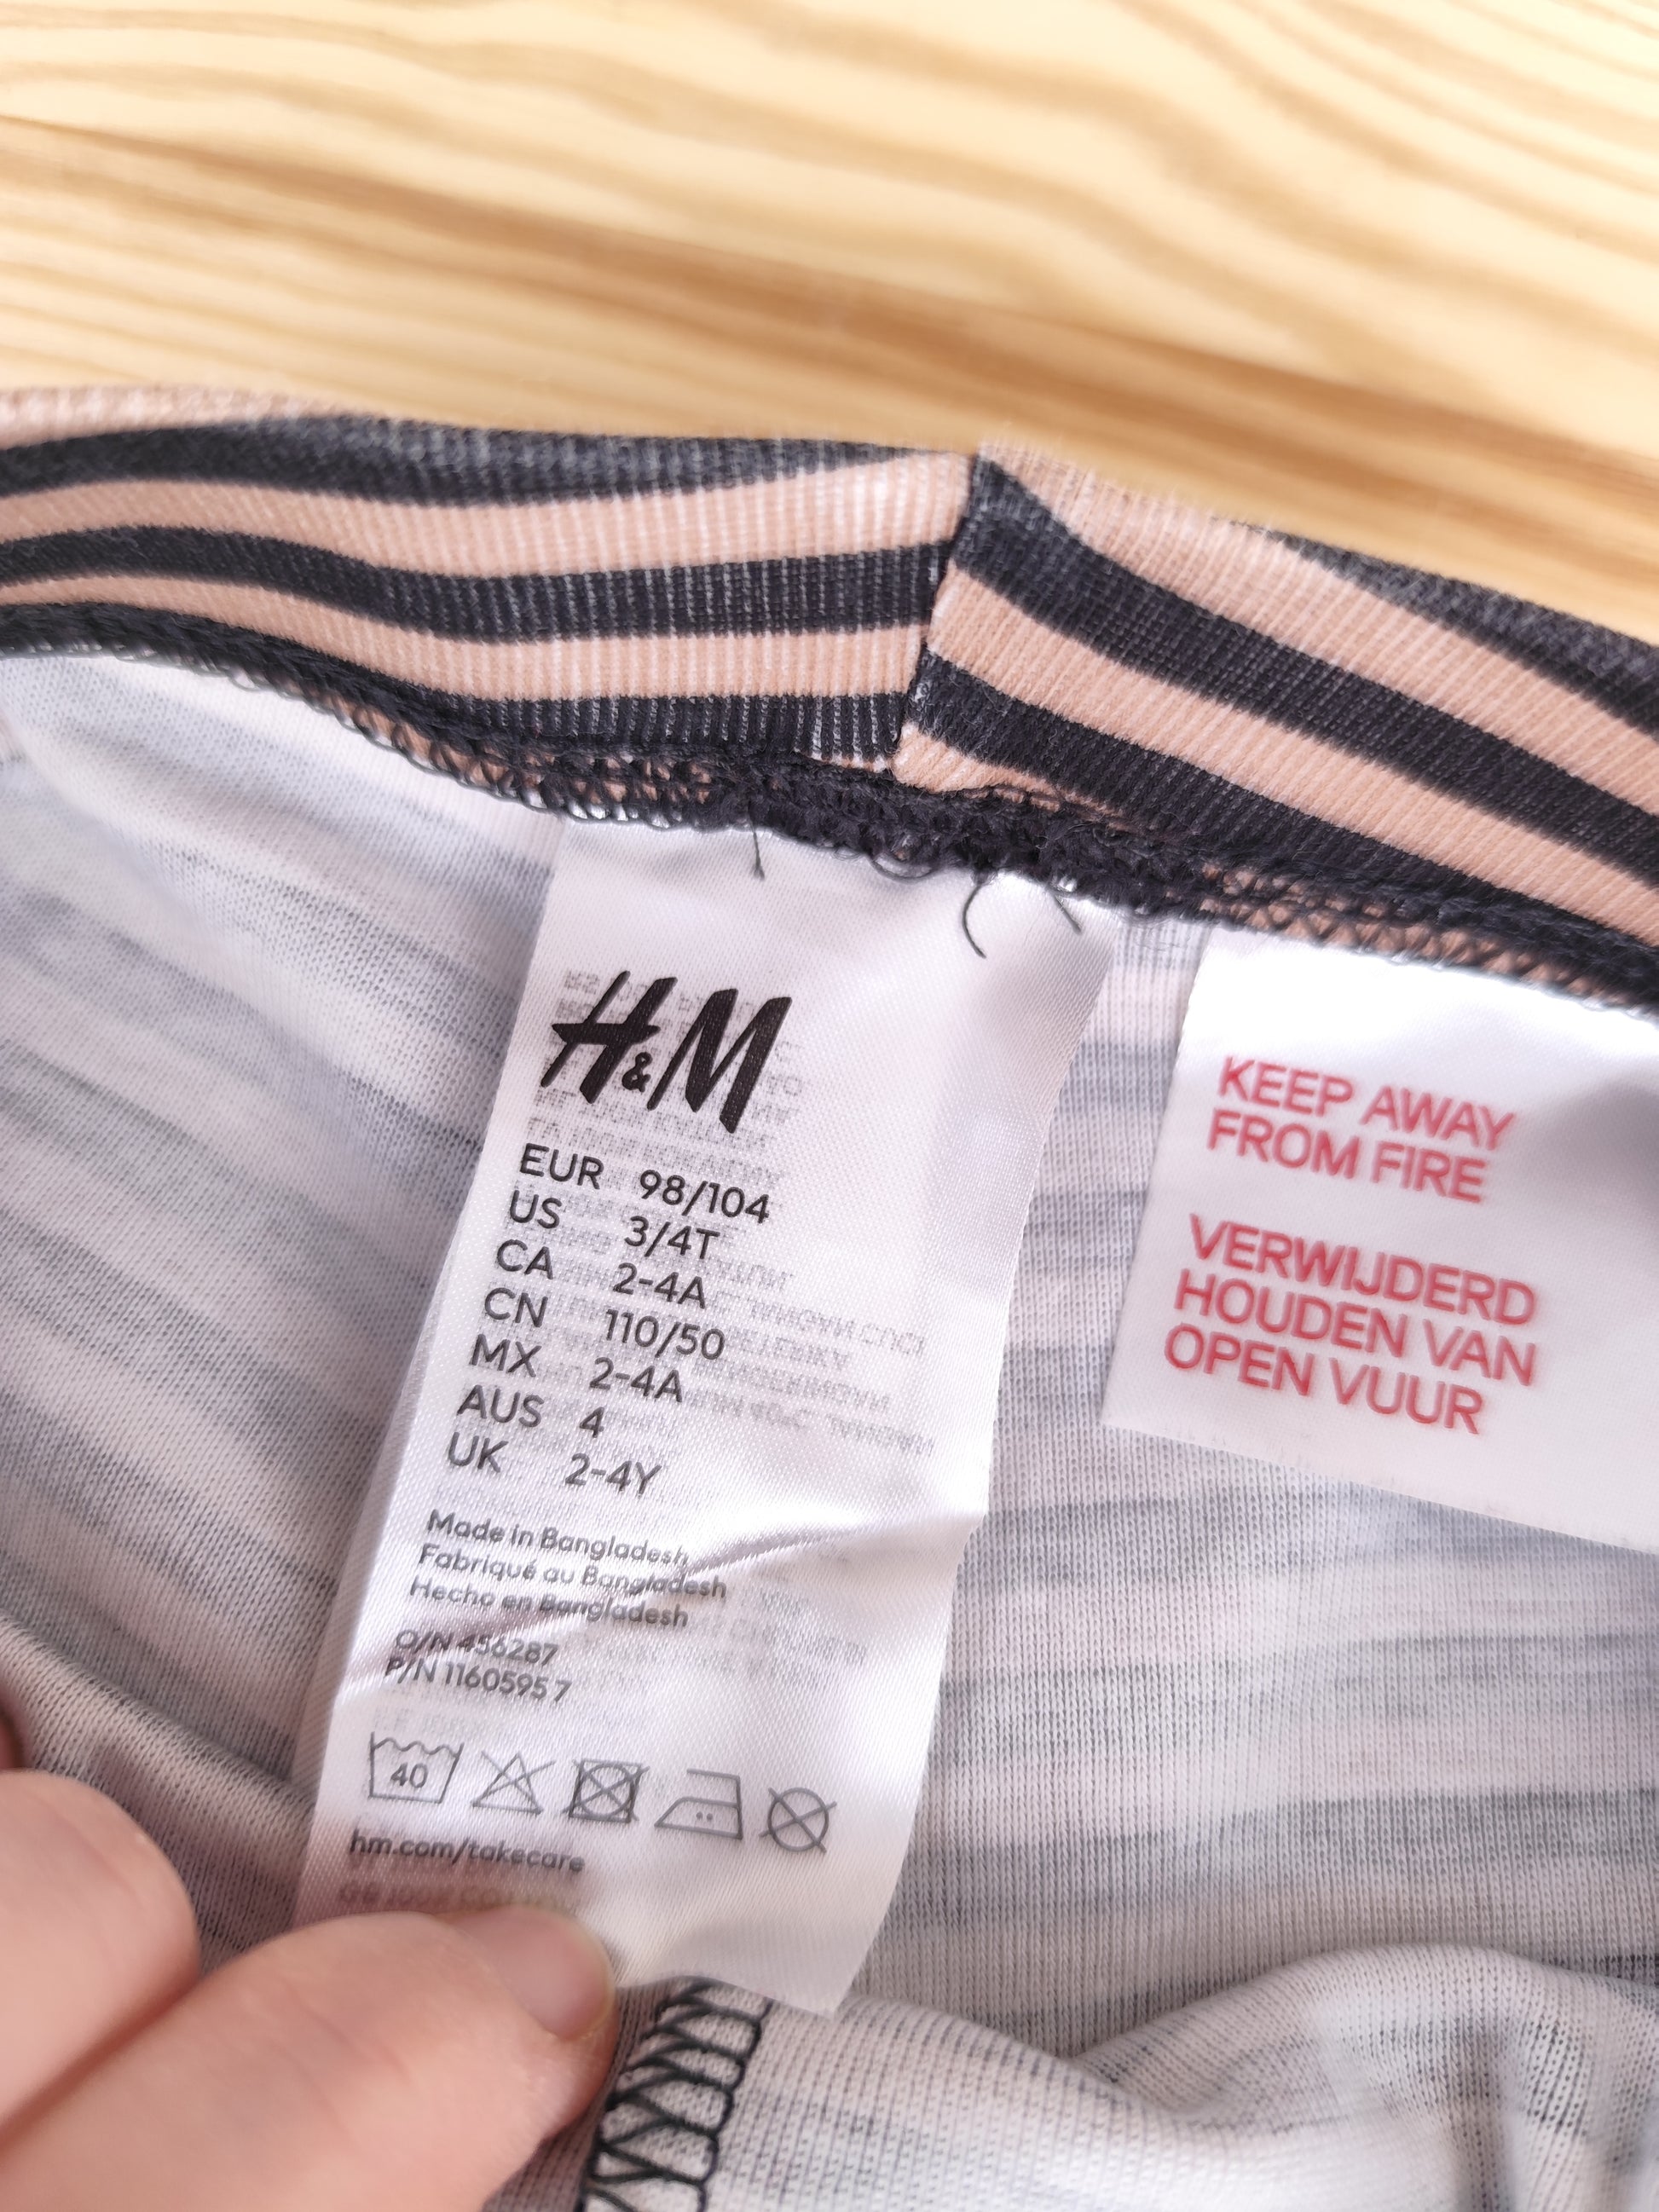 H&M
EUR 98/104
US 3/4T
CA 2-4A
CN 110/50
MX 2-4A
AUS 4
UK 2-4Y
Made in Bangladesh
Fabriqué au Bangladesh
Hecho en Bangladesh
O/N 456287
P/N 11605957
40
hm.com/takecare
KEEP AWAY
FROM FIRE
VERWIJDERD
HOUDEN VAN
OPEN VUUR